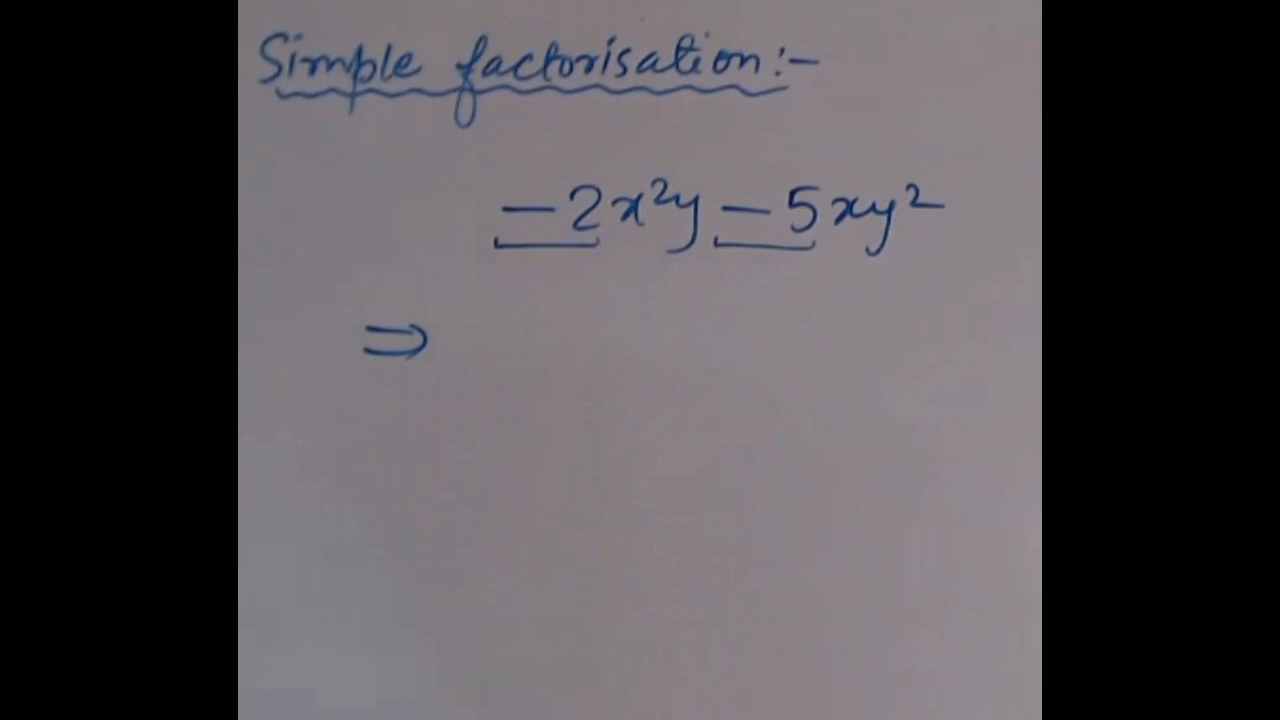 Simple factorisation:-
-2x²y - 5xy²
⇒